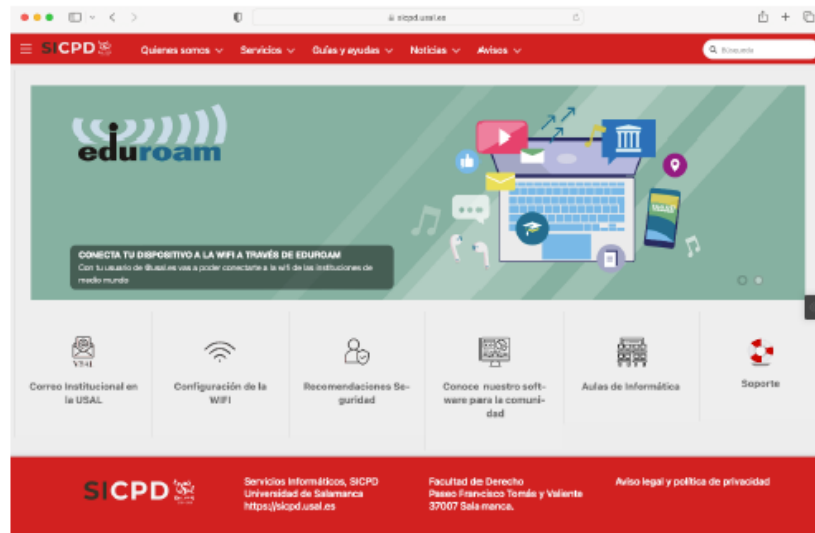 sicpd.usal.es
SICPD
Quienes somos
Servicios
Guías y ayudas
Noticias
Avisos
Búsqueda
eduroam
CONECTA TU DISPOSITIVO A LA WIFI A TRAVÉS DE EDUROAM
Con tu usuario de @usal.es vas a poder conectarte a la wifi de las instituciones de
medio mundo
VSAL
Correo Institucional en
la USAL
Configuración de la
WIFI
Recomendaciones Se-
guridad
Conoce nuestro soft-
ware para la comuni-
dad
Aulas de Informática
Soporte
SICPD
Servicios Informáticos, SICPD
Universidad de Salamanca
https://sicpd.usal.es
Facultad de Derecho
Paseo Francisco Tomás y Valiente
37007 Salamanca.
Aviso legal y política de privacidad